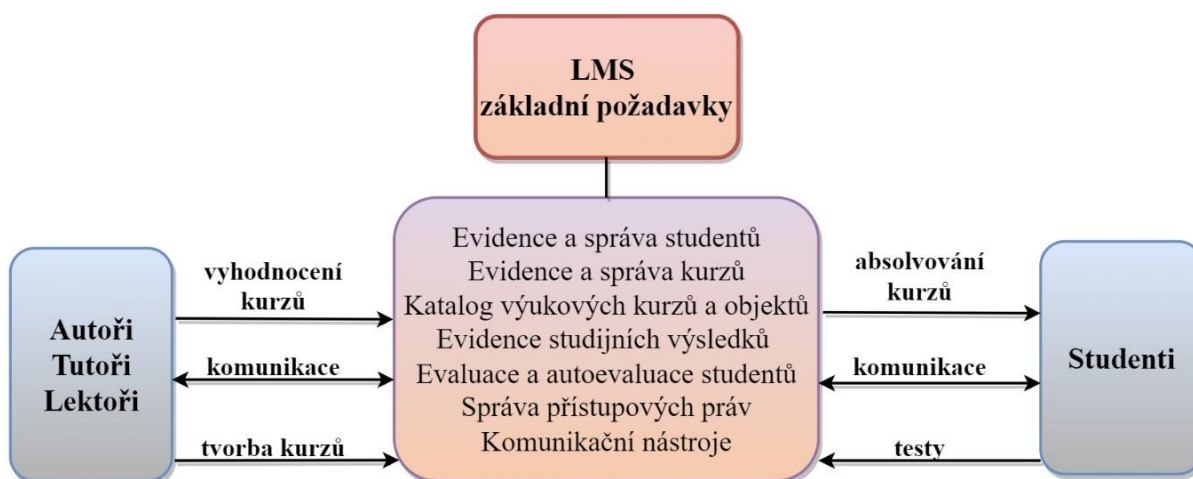 LMS
základní požadavky
Autoři
Tutoři
Lektoři
vyhodnocení
kurzů
komunikace
tvorba kurzů
Evidence a správa studentů
Evidence a správa kurzů
Katalog výukových kurzů a objektů
Evidence studijních výsledků
Evaluace a autoevaluace studentů
Správa přístupových práv
Komunikační nástroje
absolvování
kurzů
komunikace
testy
Studenti